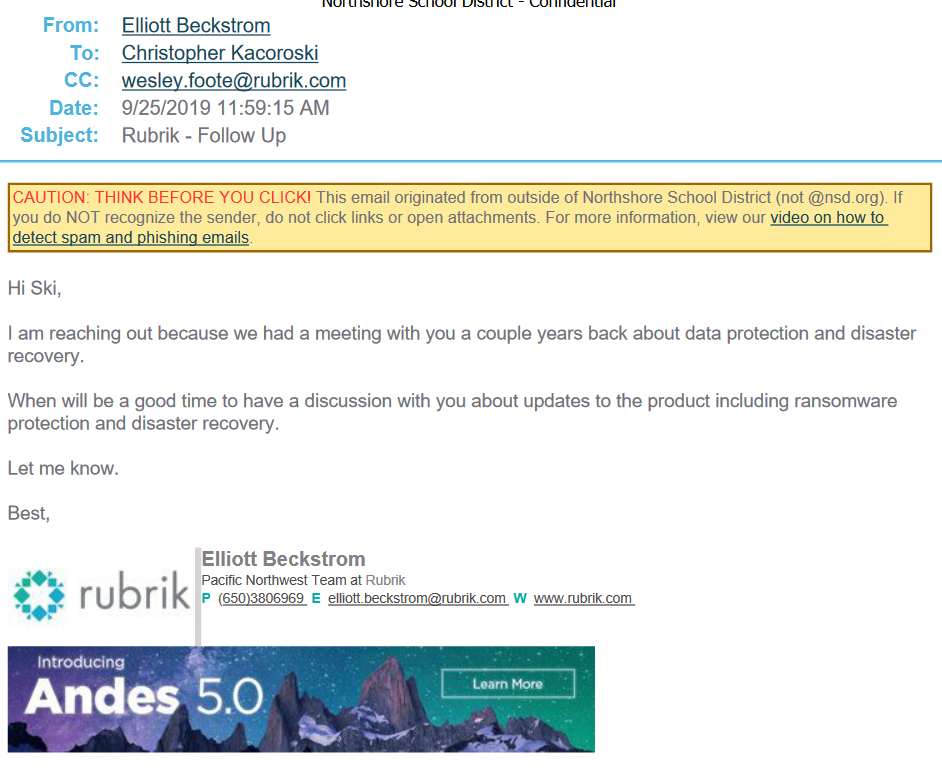 Northshore School District - Confidential
From: Elliott Beckstrom
To: Christopher Kacoroski
CC: wesley.foote@rubrik.com
Date: 9/25/2019 11:59:15 AM
Subject: Rubrik - Follow Up
CAUTION: THINK BEFORE YOU CLICK! This email originated from outside of Northshore School District (not @nsd.org). If
you do NOT recognize the sender, do not click links or open attachments. For more information, view our video on how to
detect spam and phishing emails.
Hi Ski,
I am reaching out because we had a meeting with you a couple years back about data protection and disaster
recovery.
When will be a good time to have a discussion with you about updates to the product including ransomware
protection and disaster recovery.
Let me know.
Best,
rubrik
Elliott Beckstrom
Pacific Northwest Team at Rubrik
P (650)3806969 E elliott.beckstrom@rubrik.com W www.rubrik.com
Introducing
Andes 5.0
Learn More